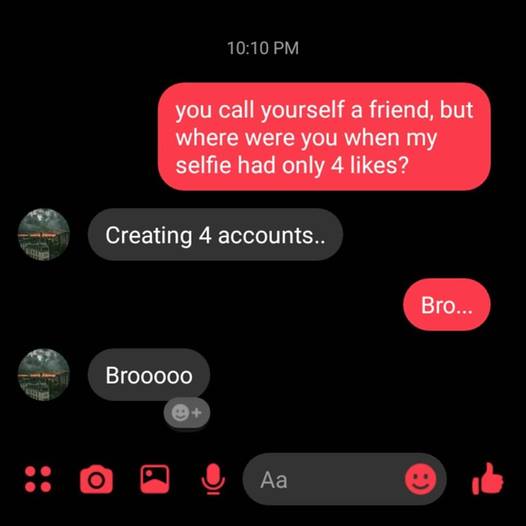 10:10 PM
you call yourself a friend, but
where were you when my
selfie had only 4 likes?
Creating 4 accounts..
Bro...
Brooooo
Aa